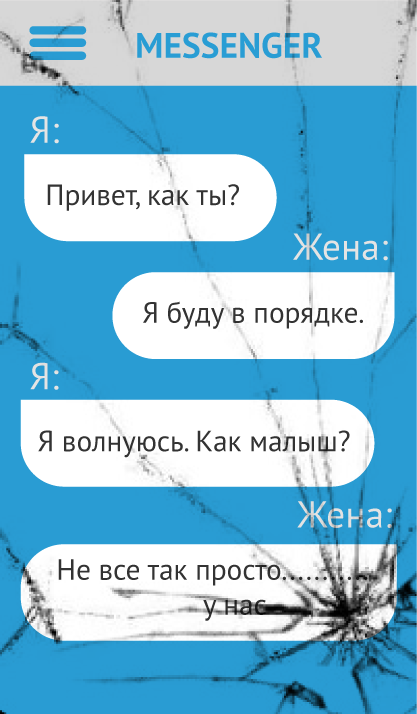 MESSENGER
Я:
Привет, как ты?
Жена:
Я буду в порядке.
Я:
Я волнуюсь. Как малыш?
Жена:
Не все так просто............
у нас